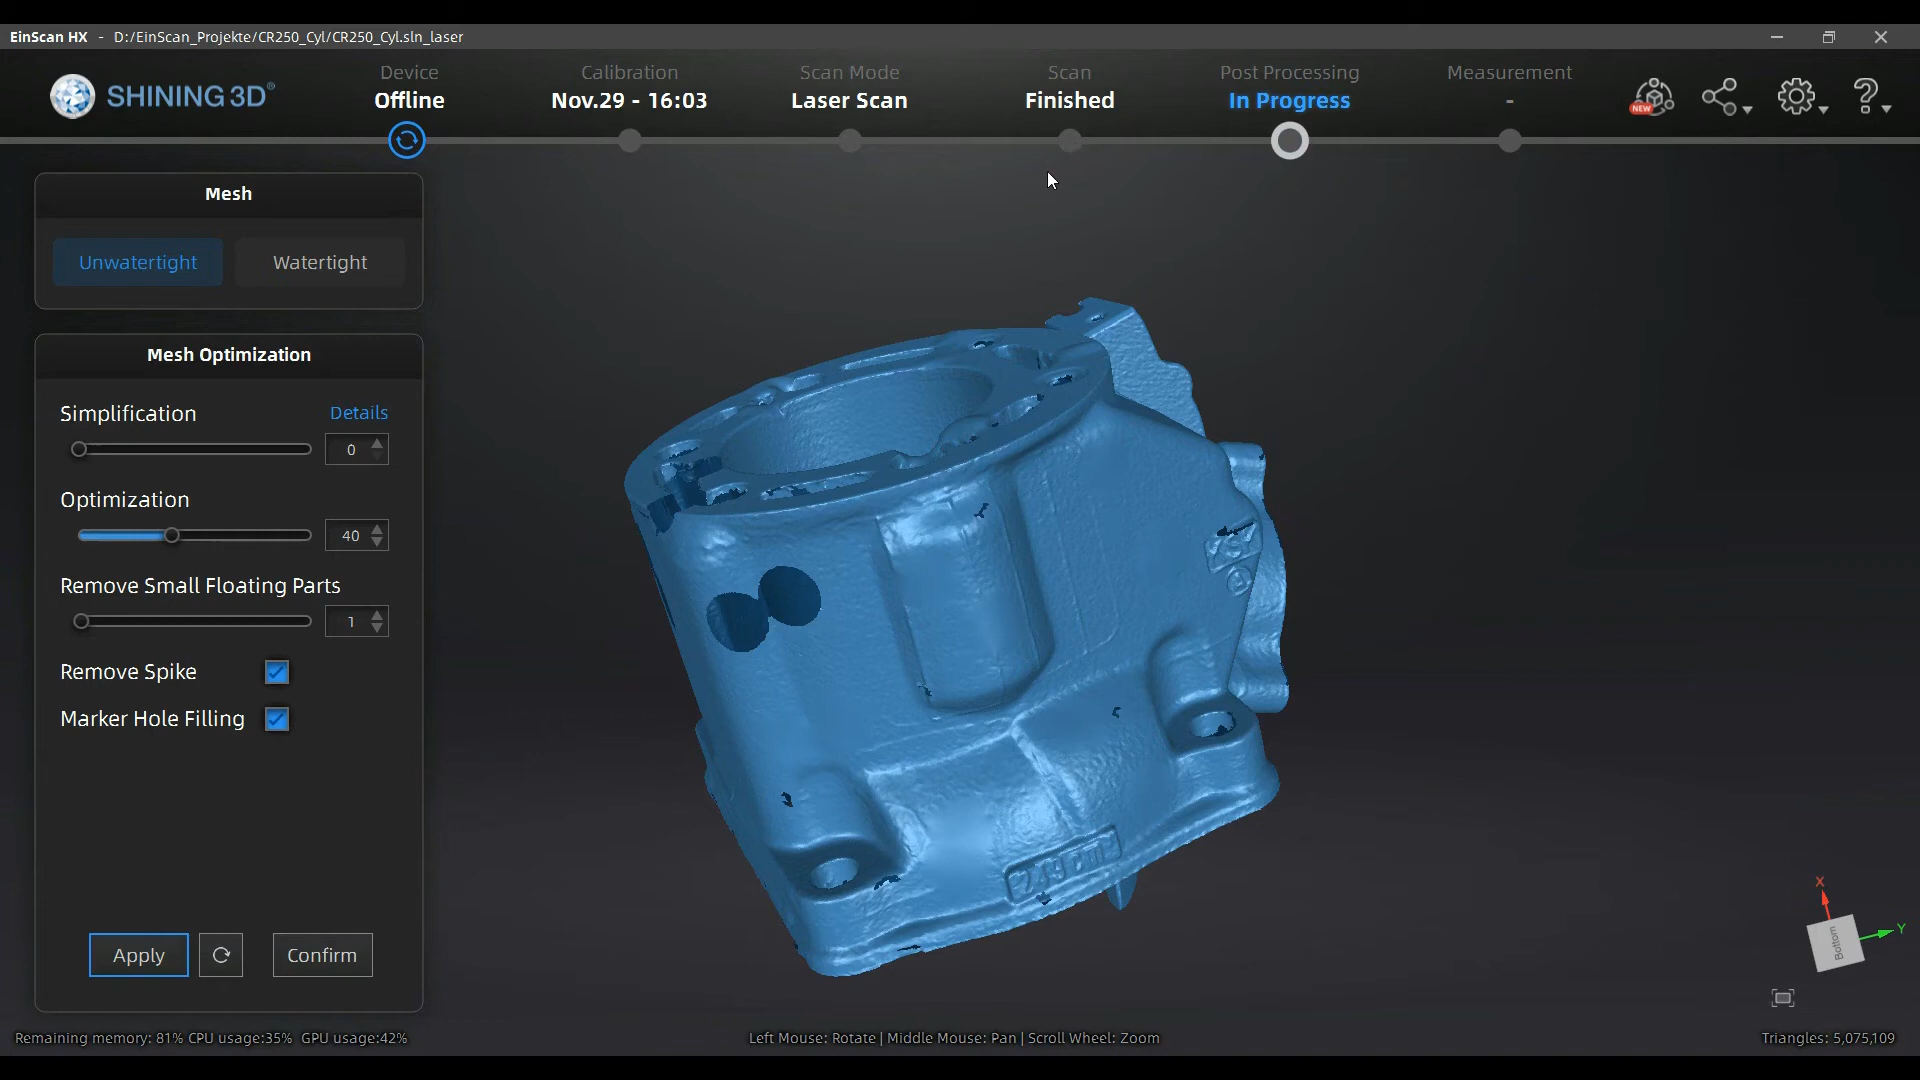 EinScan HX - D:/EinScan_Projekte/CR250_Cyl/CR250_Cyl.sln_laser
SHINING 3D®
Device
Offline
Calibration
Nov.29 - 16:03
Scan Mode
Laser Scan
Scan
Finished
Post Processing
In Progress
Measurement
-
NEW
?
Mesh
Unwatertight
Watertight
Mesh Optimization
Simplification
Details
0
Optimization
40
Remove Small Floating Parts
1
Remove Spike
Marker Hole Filling
Apply
Confirm
249cm³
X
Y
Bottom
Remaining memory: 81% CPU usage:35% GPU usage:42%
Left Mouse: Rotate | Middle Mouse: Pan | Scroll Wheel: Zoom
Triangles: 5,075,109